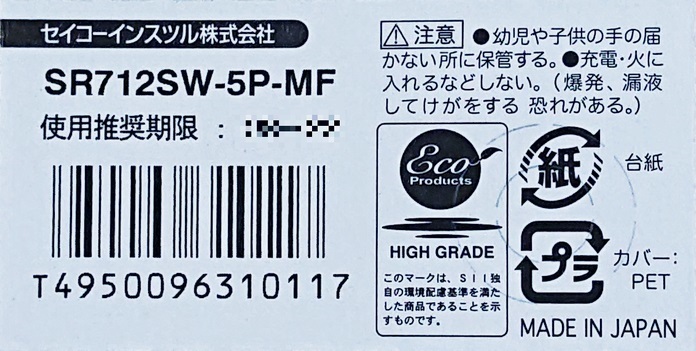 セイコーインスツル株式会社
SR712SW-5P-MF
使用推奨期限 :
T4950096310117
⚠注意 ●幼児や子供の手の届
かない所に保管する。●充電・火に
入れるなどしない。（爆発、漏液
してけがをする 恐れがある。）
Eco
Products
HIGH GRADE
このマークは、SII独
自の環境配慮基準を満た
した商品であることを示
すものです。
紙
台紙
プラ
カバー：
PET
MADE IN JAPAN